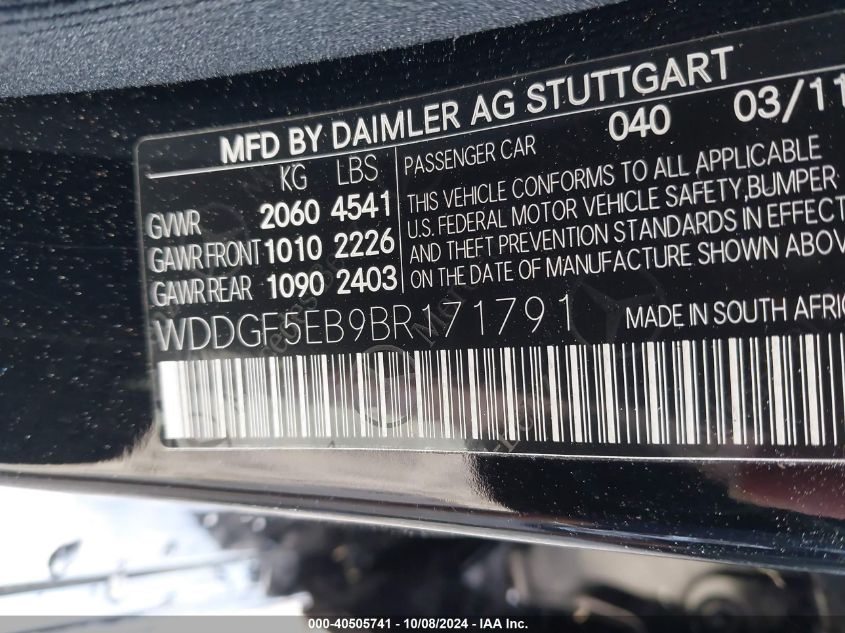 MFD BY DAIMLER AG STUTTGART
040 03/11
KG LBS
PASSENGER CAR
GVWR 2060 4541
GAWR FRONT 1010 2226
GAWR REAR 1090 2403
THIS VEHICLE CONFORMS TO ALL APPLICABLE
U.S. FEDERAL MOTOR VEHICLE SAFETY, BUMPER
AND THEFT PREVENTION STANDARDS IN EFFECT
ON THE DATE OF MANUFACTURE SHOWN ABOV
WDDGF5EB9BR171791
MADE IN SOUTH AFRI
000-40505741 - 10/08/2024 - IAA Inc.